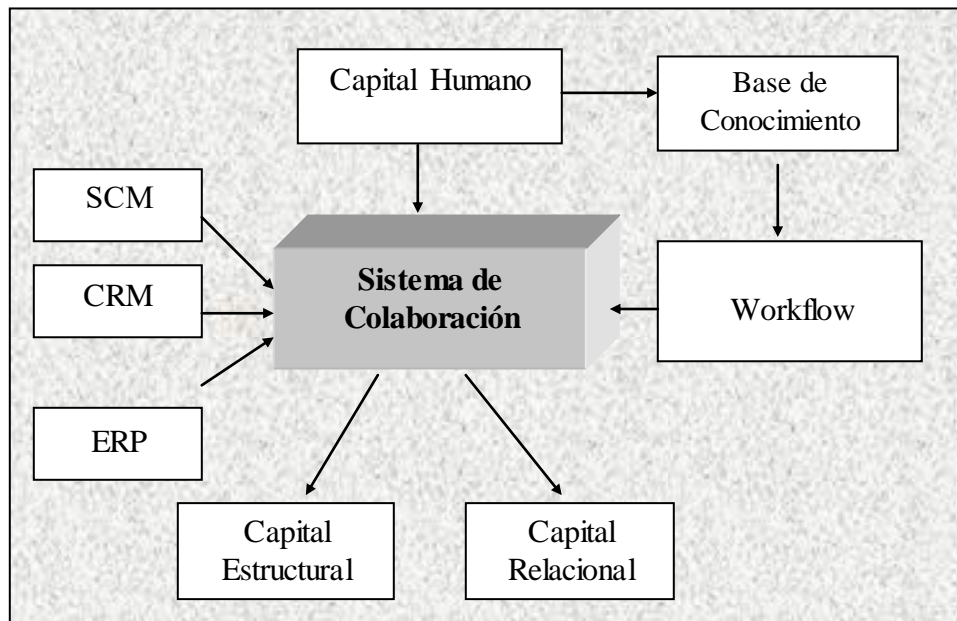 Capital Humano
Base de
Conocimiento
SCM
CRM
ERP
Sistema de
Colaboración
Workflow
Capital
Estructural
Capital
Relacional